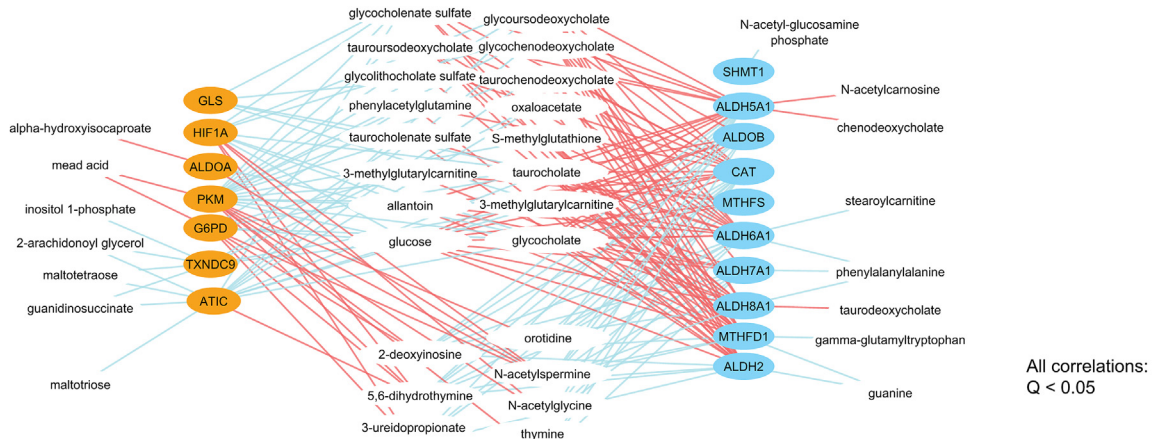 glycocholenate sulfate
glycoursodeoxycholate
tauroursodeoxycholate
glycochenodeoxycholate
glycolithocholate sulfate
taurochenodeoxycholate
phenylacetylglutamine
oxaloacetate
taurocholenate sulfate
S-methylglutathione
3-methylglutarylcarnitine
taurocholate
allantoin
3-methylglutarylcarnitine
glucose
glycocholate
GLS
HIF1A
ALDOA
PKM
G6PD
TXNDC9
ATIC
alpha-hydroxyisocaproate
mead acid
inositol 1-phosphate
2-arachidonoyl glycerol
maltotetraose
guanidinosuccinate
maltotriose
orotidine
2-deoxyinosine
N-acetylspermine
5,6-dihydrothymine
N-acetylglycine
3-ureidopropionate
thymine
SHMT1
ALDH5A1
ALDOB
CAT
MTHFS
ALDH6A1
ALDH7A1
ALDH8A1
MTHFD1
ALDH2
N-acetyl-glucosamine
phosphate
N-acetylcarnosine
chenodeoxycholate
stearoylcarnitine
phenylalanylalanine
taurodeoxycholate
gamma-glutamyltryptophan
guanine
All correlations:
Q < 0.05